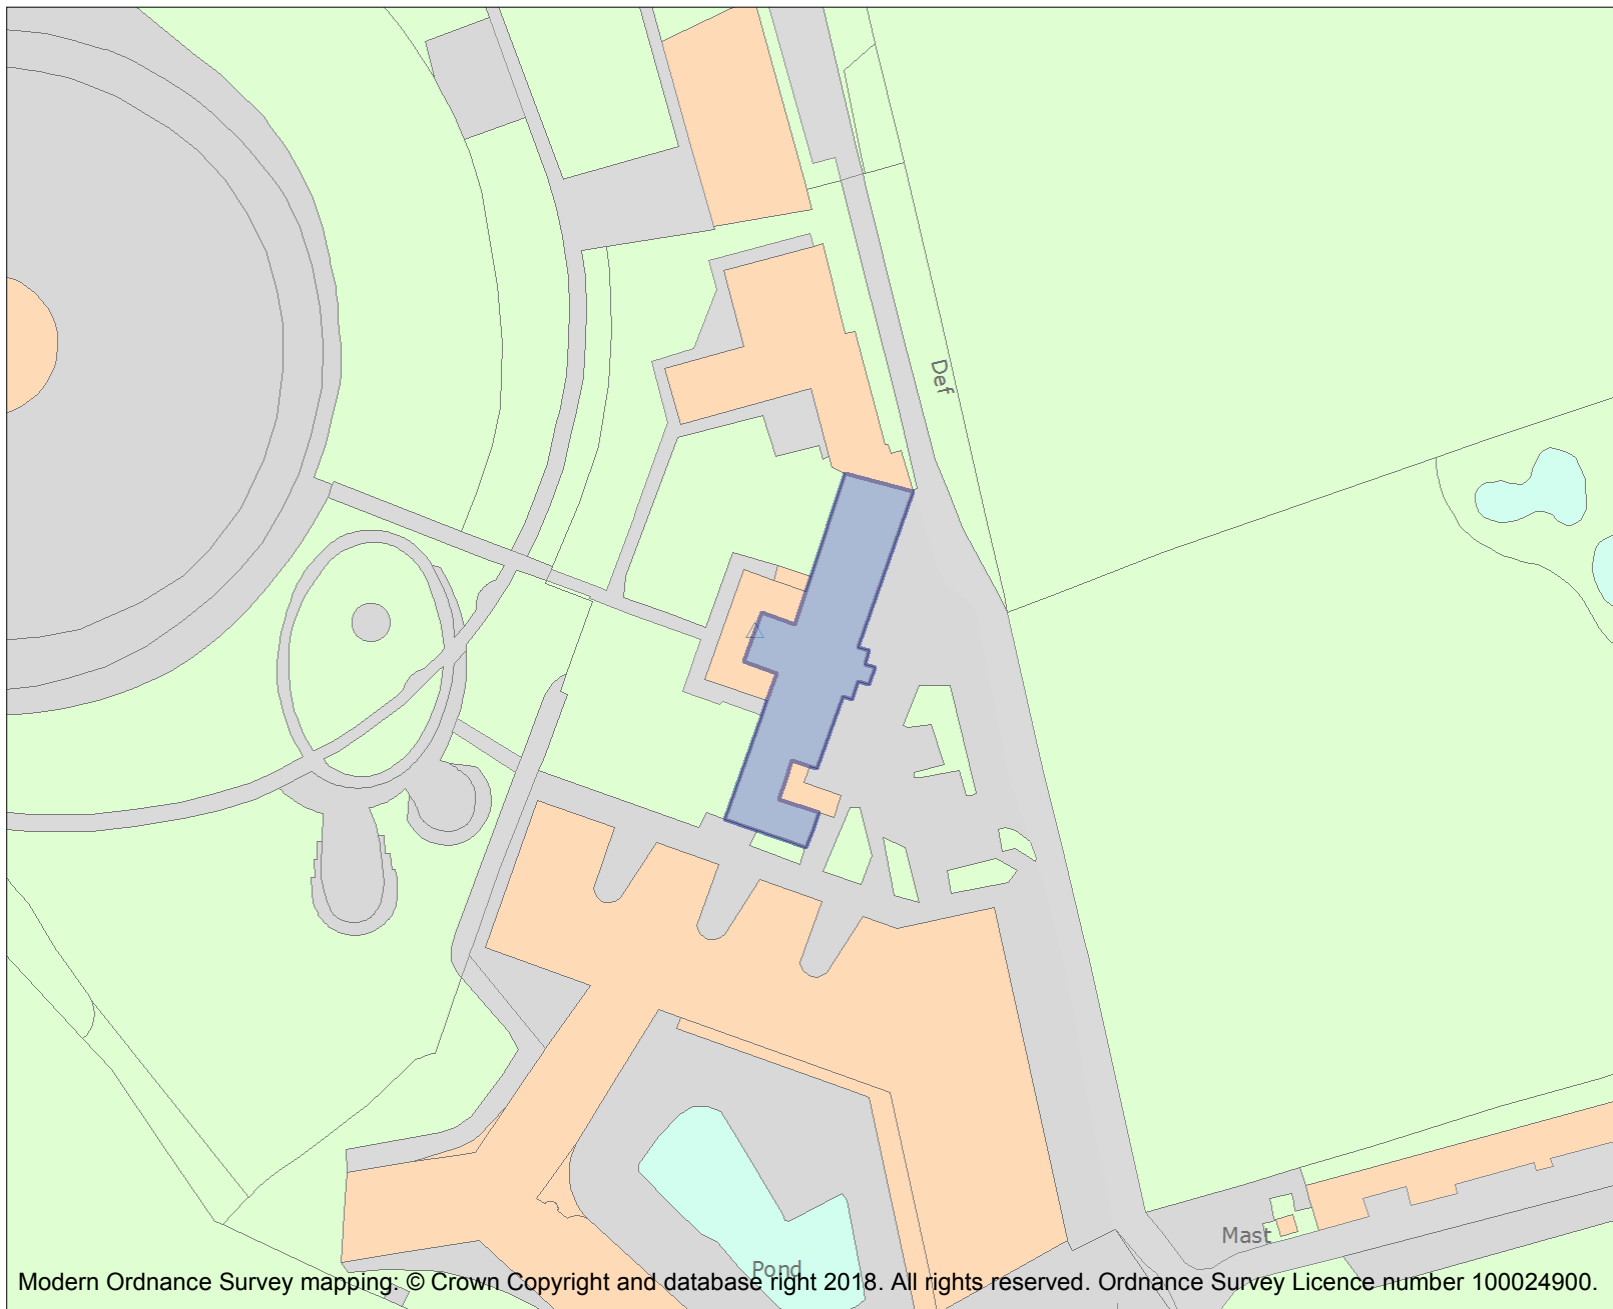 Def
Mast
Pond
Modern Ordnance Survey mapping: © Crown Copyright and database right 2018. All rights reserved. Ordnance Survey Licence number 100024900.